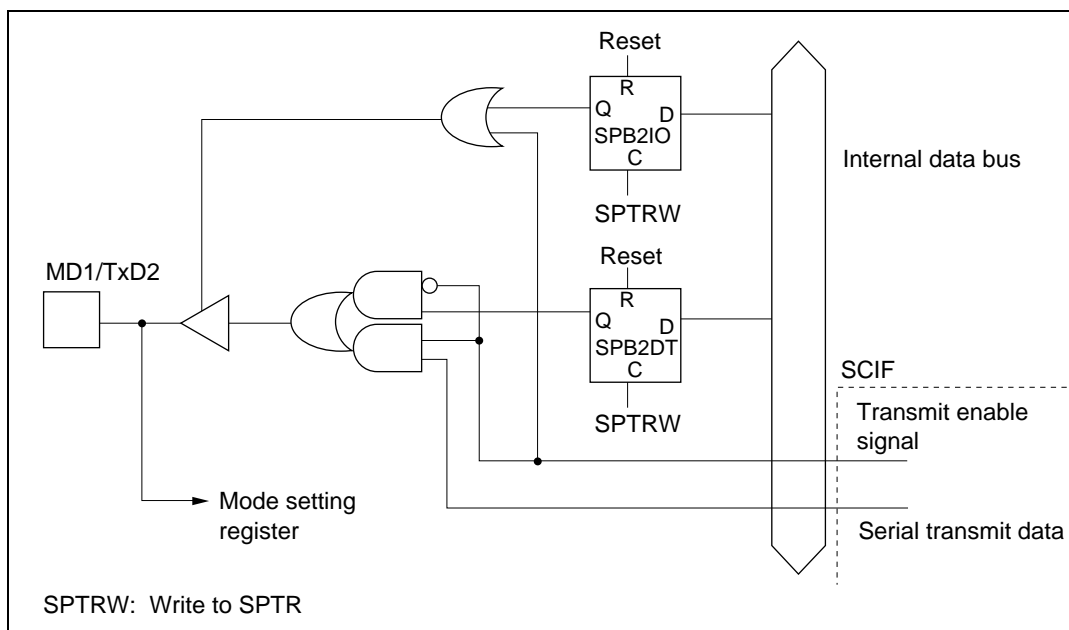 Reset
R
Q
D
SPB2IO
C
SPTRW
Internal data bus
Reset
MD1/TxD2
R
Q
D
SPB2DT
C
SPTRW
SCIF
Transmit enable
signal
Mode setting
register
Serial transmit data
SPTRW: Write to SPTR